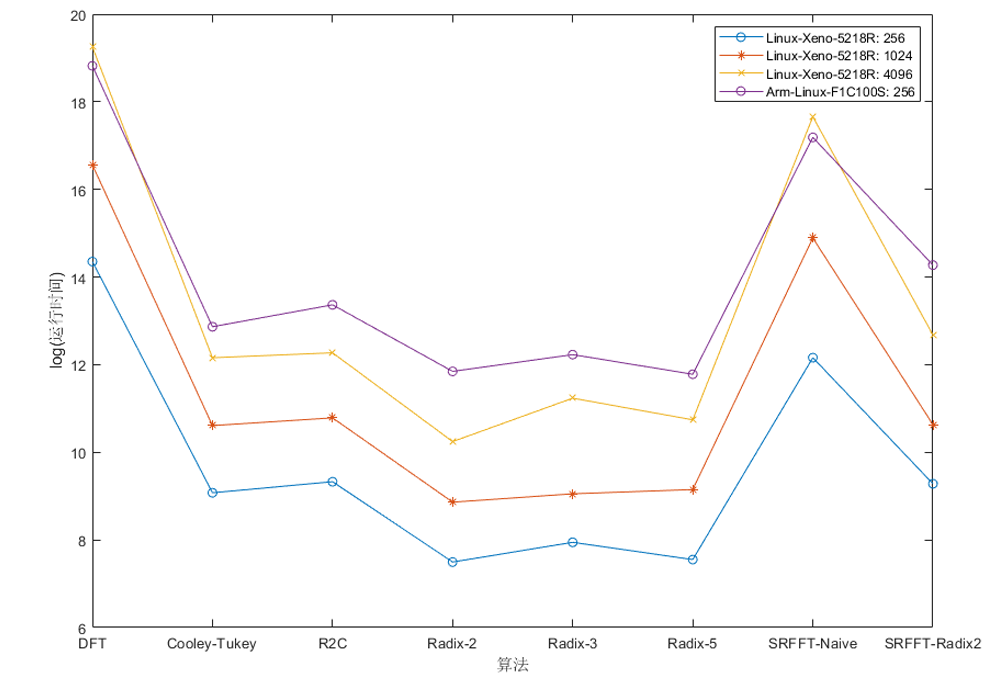 20
18
16
14
12
10
8
6
log(运行时间)
Linux-Xeno-5218R: 256
Linux-Xeno-5218R: 1024
Linux-Xeno-5218R: 4096
Arm-Linux-F1C100S: 256
DFT Cooley-Tukey R2C Radix-2 Radix-3 Radix-5 SRFFT-Naive SRFFT-Radix2
算法